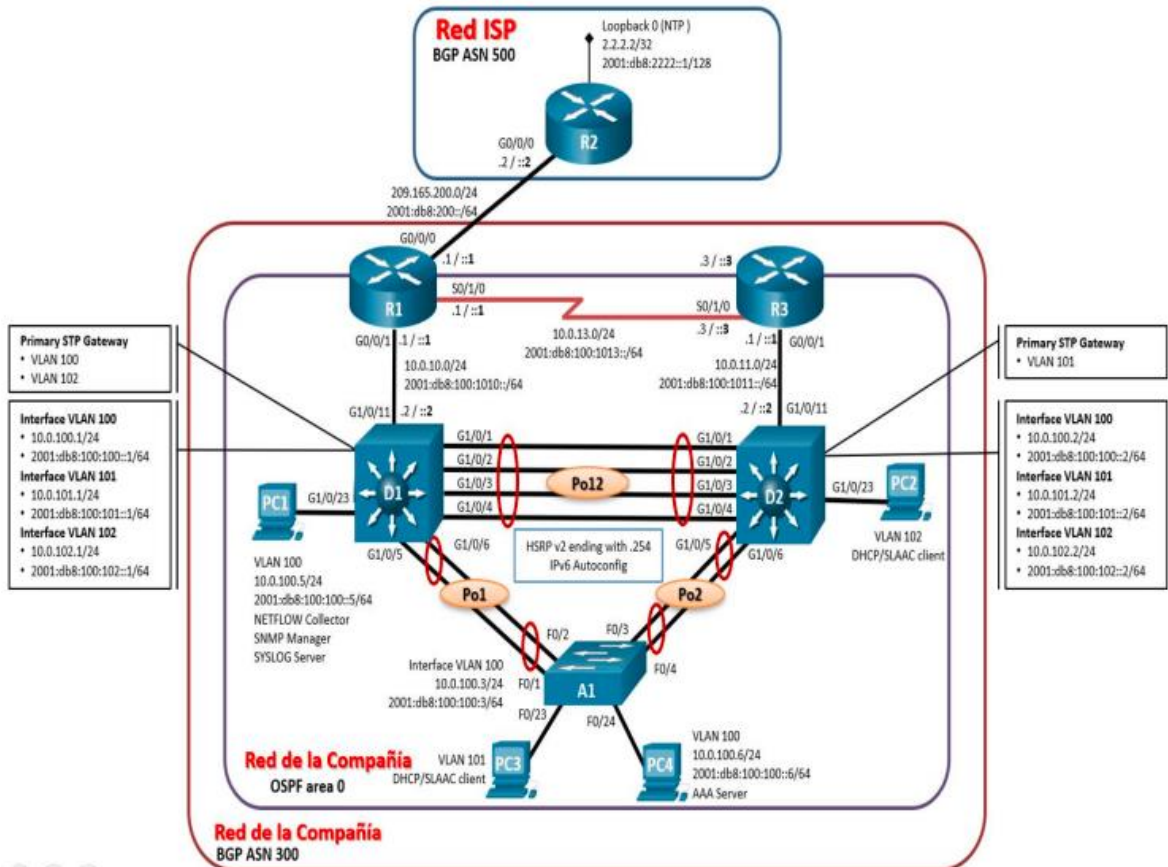 Red ISP
BGP ASN 500
Loopback 0 (NTP )
2.2.2.2/32
2001:db8:2222::1/128
R2
G0/0/0
.2 / ::2
209.165.200.0/24
2001:db8:200::/64
G0/0/0
.1 / ::1
R1
S0/1/0
.1 / ::1
10.0.13.0/24
2001:db8:100:1013::/64
.3 / ::3
R3
S0/1/0
.3 / ::3
G0/0/1
.1 / ::1
10.0.10.0/24
2001:db8:100:1010::/64
G1/0/11
.2 / ::2
.1 / ::1
G0/0/1
10.0.11.0/24
2001:db8:100:1011::/64
.2 / ::2
G1/0/11
Primary STP Gateway
• VLAN 100
• VLAN 102
Interface VLAN 100
• 10.0.100.1/24
• 2001:db8:100:100::1/64
Interface VLAN 101
• 10.0.101.1/24
• 2001:db8:100:101::1/64
Interface VLAN 102
• 10.0.102.1/24
• 2001:db8:100:102::1/64
Primary STP Gateway
• VLAN 101
Interface VLAN 100
• 10.0.100.2/24
• 2001:db8:100:100::2/64
Interface VLAN 101
• 10.0.101.2/24
• 2001:db8:100:101::2/64
Interface VLAN 102
• 10.0.102.2/24
• 2001:db8:100:102::2/64
D1
G1/0/1
G1/0/2
G1/0/3
G1/0/4
Po12
G1/0/1
G1/0/2
G1/0/3
G1/0/4
D2
PC1
G1/0/23
VLAN 100
10.0.100.5/24
2001:db8:100:100::5/64
NETFLOW Collector
SNMP Manager
SYSLOG Server
G1/0/23
PC2
VLAN 102
DHCP/SLAAC client
G1/0/5
G1/0/6
Po1
HSRP v2 ending with .254
IPv6 Autoconfig
G1/0/5
G1/0/6
Po2
F0/2
F0/1
F0/3
F0/4
Interface VLAN 100
10.0.100.3/24
2001:db8:100:100:3/64
A1
F0/23
F0/24
VLAN 101
DHCP/SLAAC client
PC3
PC4
VLAN 100
10.0.100.6/24
2001:db8:100:100::6/64
AAA Server
Red de la Compañía
OSPF area 0
Red de la Compañía
BGP ASN 300